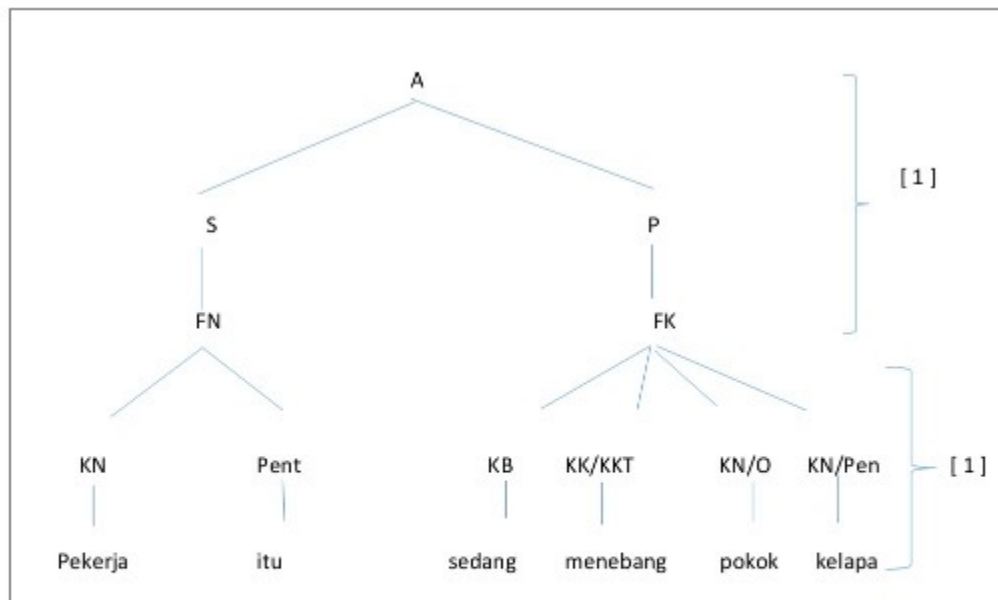 A
[ 1 ]
S P
FN FK
KN Pent KB KK/KKT KN/O KN/Pen [ 1 ]
Pekerja itu sedang menebang pokok kelapa